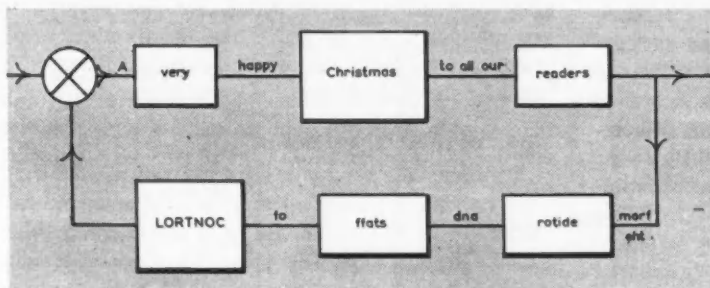 A very happy Christmas to all our readers
LORTNOC fo ffats dna rotide morf
eht